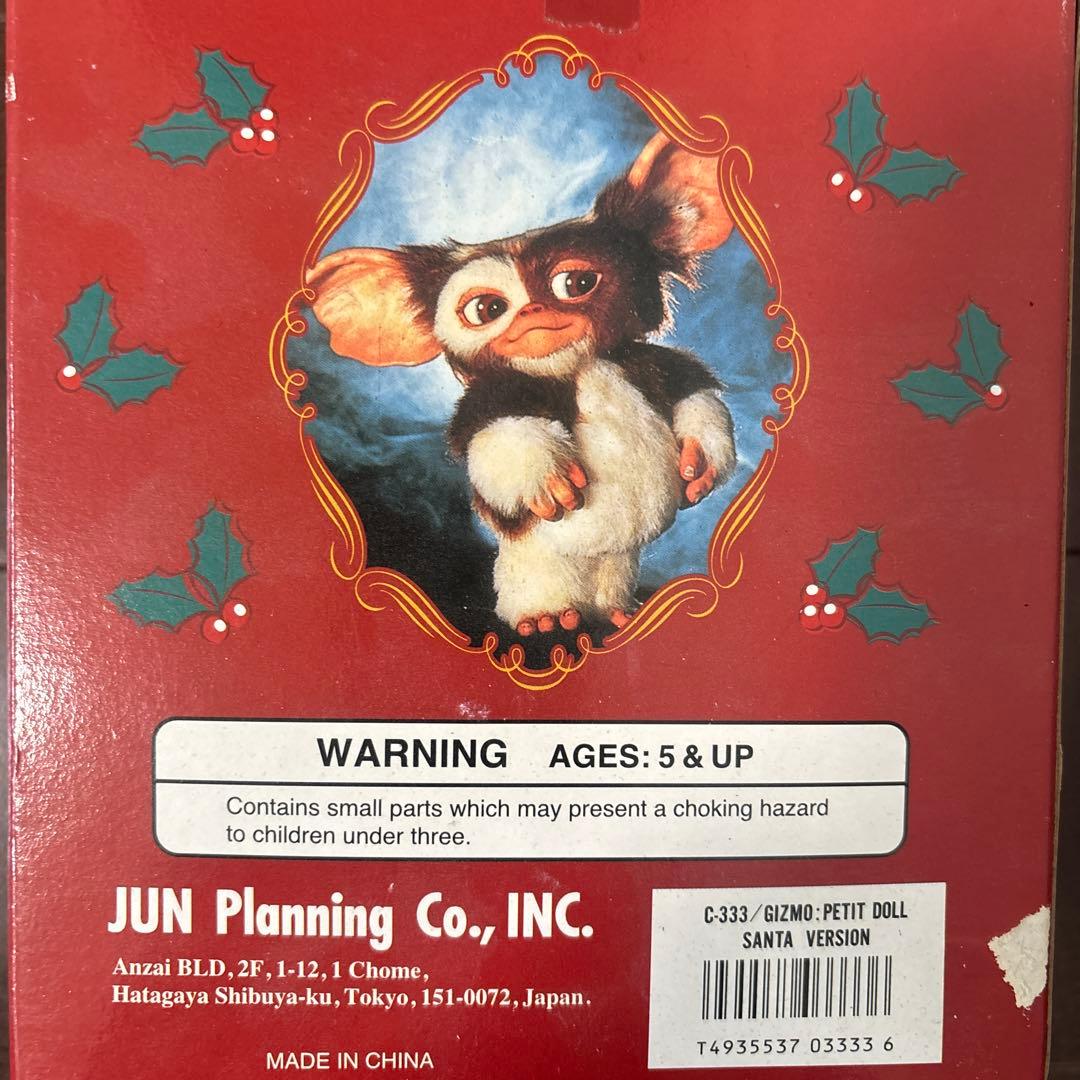 WARNING AGES: 5 & UP
Contains small parts which may present a choking hazard
to children under three.
JUN Planning Co., INC.
Anzai BLD, 2F, 1-12, 1 Chome,
Hatagaya Shibuya-ku, Tokyo, 151-0072, Japan.
MADE IN CHINA
C-333/GIZMO: PETIT DOLL
SANTA VERSION
T4935537 03333 6